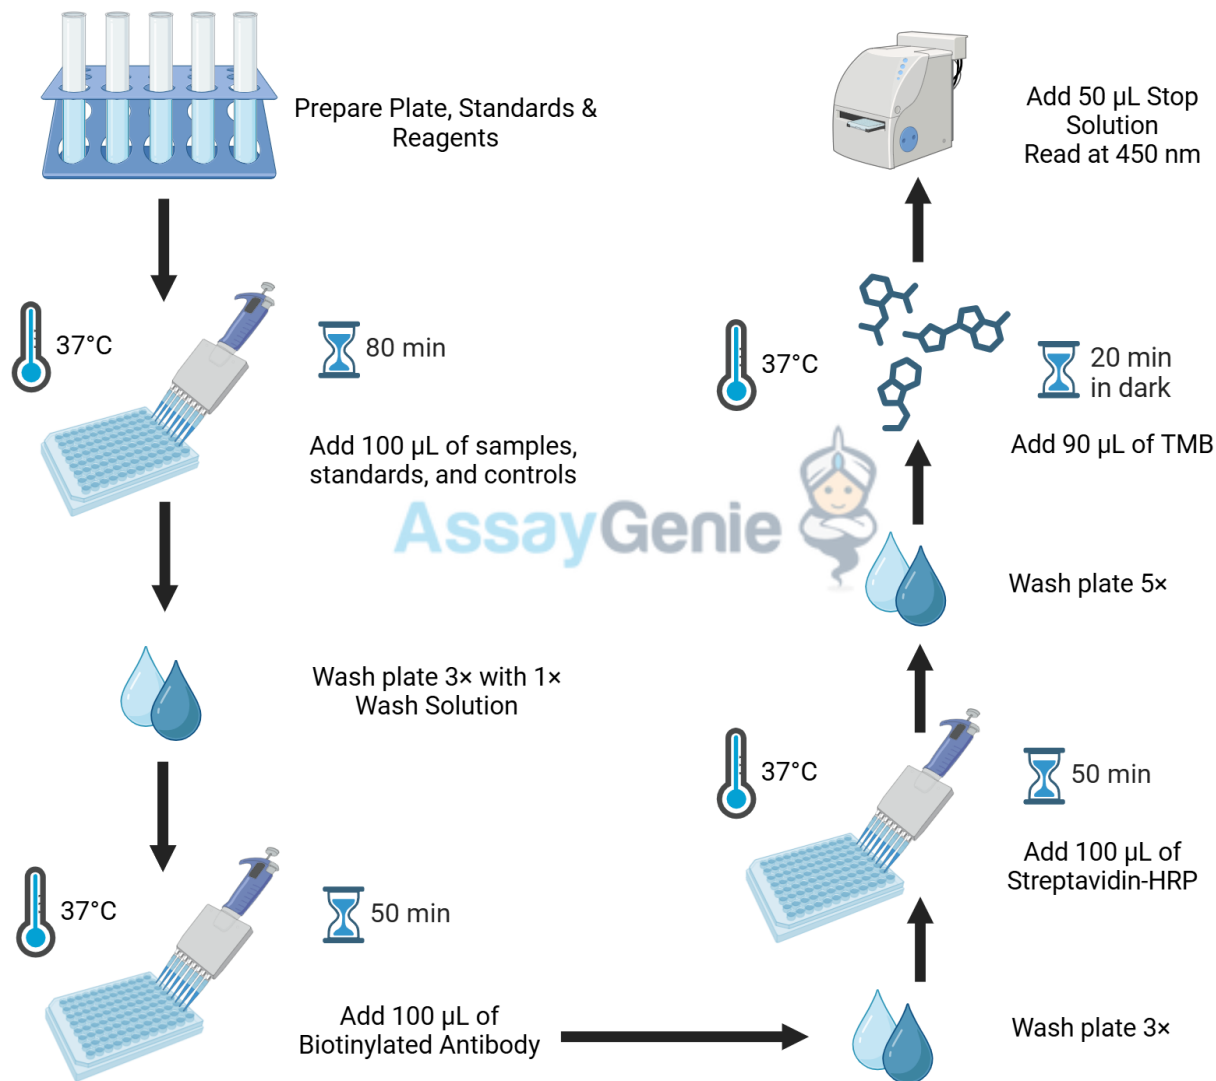 Prepare Plate, Standards &
Reagents
37°C
80 min
Add 100 µL of samples,
standards, and controls
Wash plate 3× with 1×
Wash Solution
37°C
50 min
Add 100 µL of
Biotinylated Antibody
Wash plate 3×
37°C
50 min
Add 100 µL of
Streptavidin-HRP
Wash plate 5×
37°C
20 min
in dark
Add 90 µL of TMB
Add 50 µL Stop
Solution
Read at 450 nm
AssayGenie